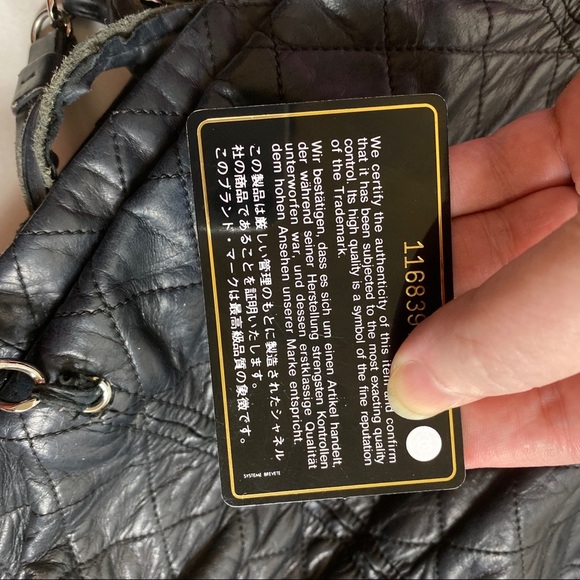 116839
We certify the authenticity of this item and confirm
that it has been subjected to the most exacting quality
control. Its high quality is a symbol of the fine reputation
of the Trademark.
Wir bestätigen, dass es sich um einen Artikel handelt,
der während seiner Herstellung strengsten Kontrollen
unterworfen war, und dessen erstklassige Qualität
dem hohen Ansehen unserer Marke entspricht.
この製品は厳しい管理のもとに製造されたシャネル
社の商品であることを証明いたします。
このブランド・マークは最高級品質の象徴です。
SYSTEME BREVETE